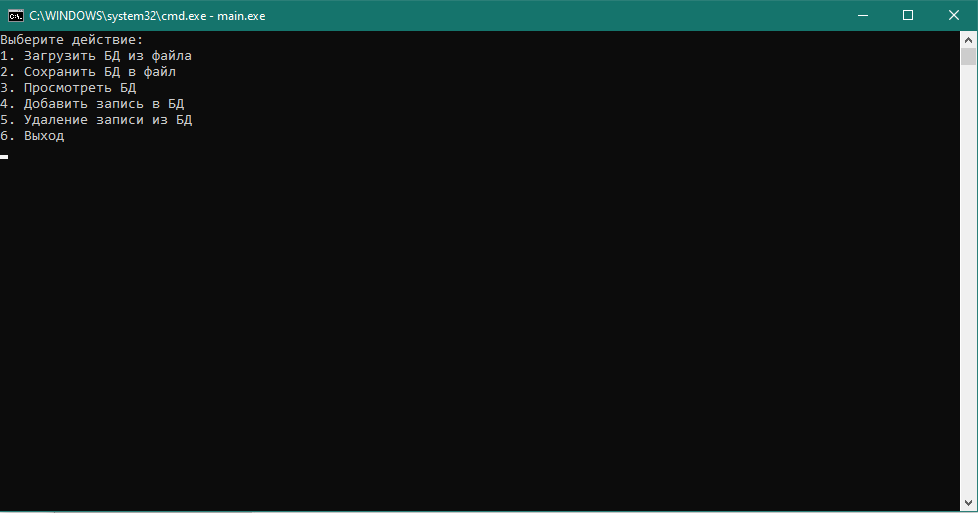 C:\WINDOWS\system32\cmd.exe - main.exe
Выберите действие:
1. Загрузить БД из файла
2. Сохранить БД в файл
3. Просмотреть БД
4. Добавить запись в БД
5. Удаление записи из БД
6. Выход